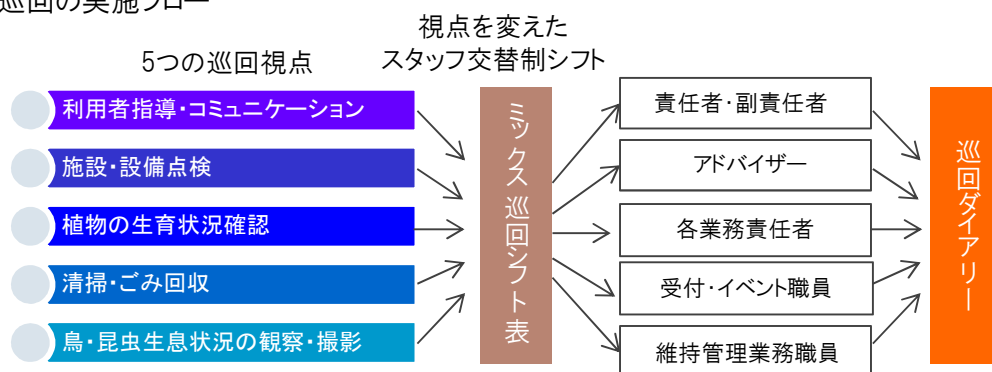 巡回の実施フロー
視点を変えた
スタッフ交替制シフト
5つの巡回視点
利用者指導・コミュニケーション
施設・設備点検
植物の生育状況確認
清掃・ごみ回収
鳥・昆虫生息状況の観察・撮影
ミックス巡回シフト表
責任者・副責任者
アドバイザー
各業務責任者
受付・イベント職員
維持管理業務職員
巡回ダイアリー